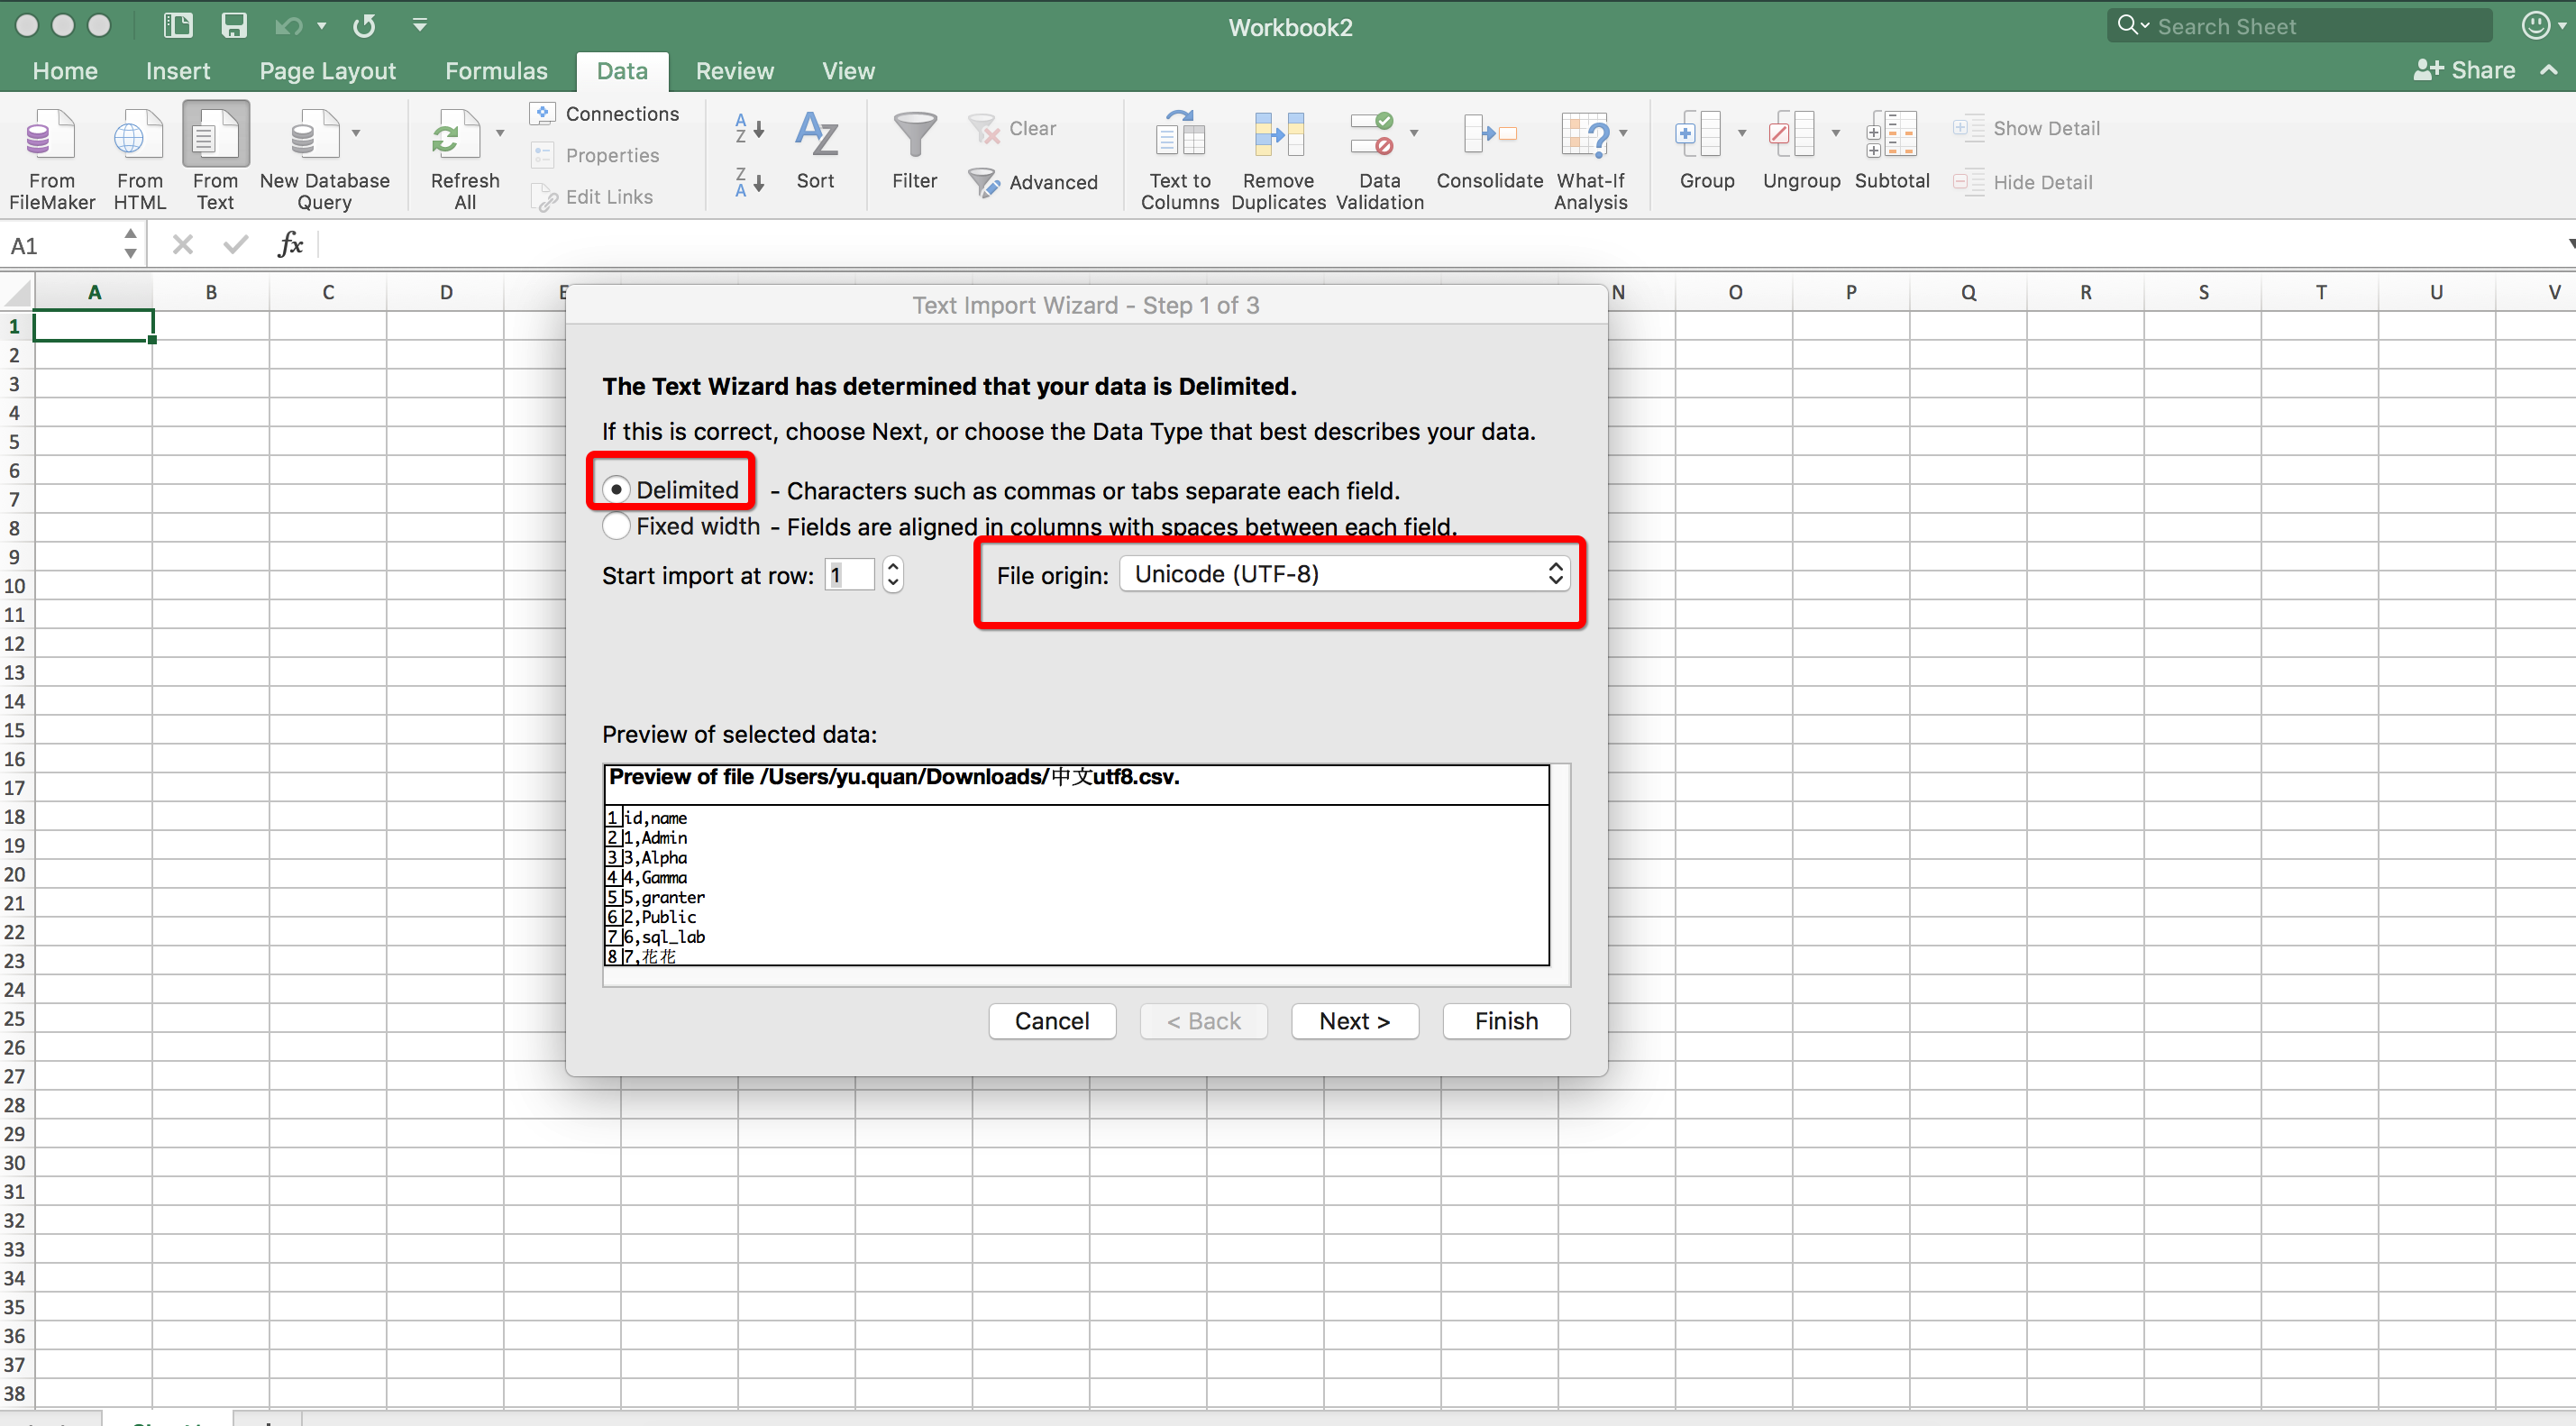 Workbook2
Search Sheet
Home Insert Page Layout Formulas Data Review View
Share
From FileMaker
From HTML
From Text
New Database Query
Refresh All
Connections
Properties
Edit Links
A Z
Z A
Sort
Filter
Clear
Advanced
Text to Columns
Remove Duplicates
Data Validation
Consolidate
What-If Analysis
Group
Ungroup
Subtotal
Show Detail
Hide Detail
A1
fx
A B C D E N O P Q R S T U V
Text Import Wizard - Step 1 of 3
The Text Wizard has determined that your data is Delimited.
If this is correct, choose Next, or choose the Data Type that best describes your data.
Delimited - Characters such as commas or tabs separate each field.
Fixed width - Fields are aligned in columns with spaces between each field.
Start import at row: 1
File origin: Unicode (UTF-8)
Preview of selected data:
Preview of file /Users/yu.quan/Downloads/中文utf8.csv.
1 id,name
2 1,Admin
3 3,Alpha
4 4,Gamma
5 5,granter
6 2,Public
7 6,sql_lab
8 7,花花
Cancel < Back Next > Finish
1
2
3
4
5
6
7
8
9
10
11
12
13
14
15
16
17
18
19
20
21
22
23
24
25
26
27
28
29
30
31
32
33
34
35
36
37
38